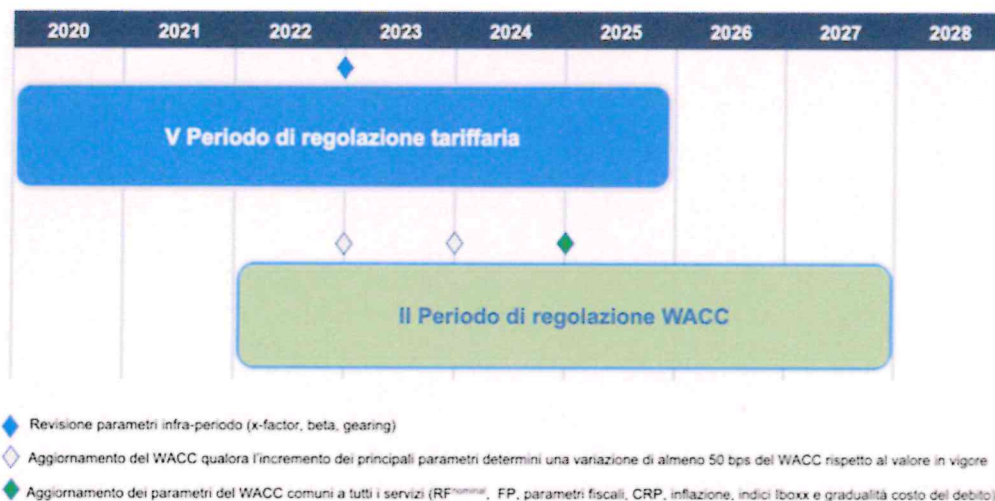 2020 2021 2022 2023 2024 2025 2026 2027 2028
V Periodo di regolazione tariffaria
II Periodo di regolazione WACC
Revisione parametri infra-periodo (x-factor, beta, gearing)
Aggiornamento del WACC qualora l'incremento dei principali parametri determini una variazione di almeno 50 bps del WACC rispetto al valore in vigore
Aggiornamento dei parametri del WACC comuni a tutti i servizi (RFnominal, FP, parametri fiscali, CRP, inflazione, indici Iboxx e gradualità costo del debito)